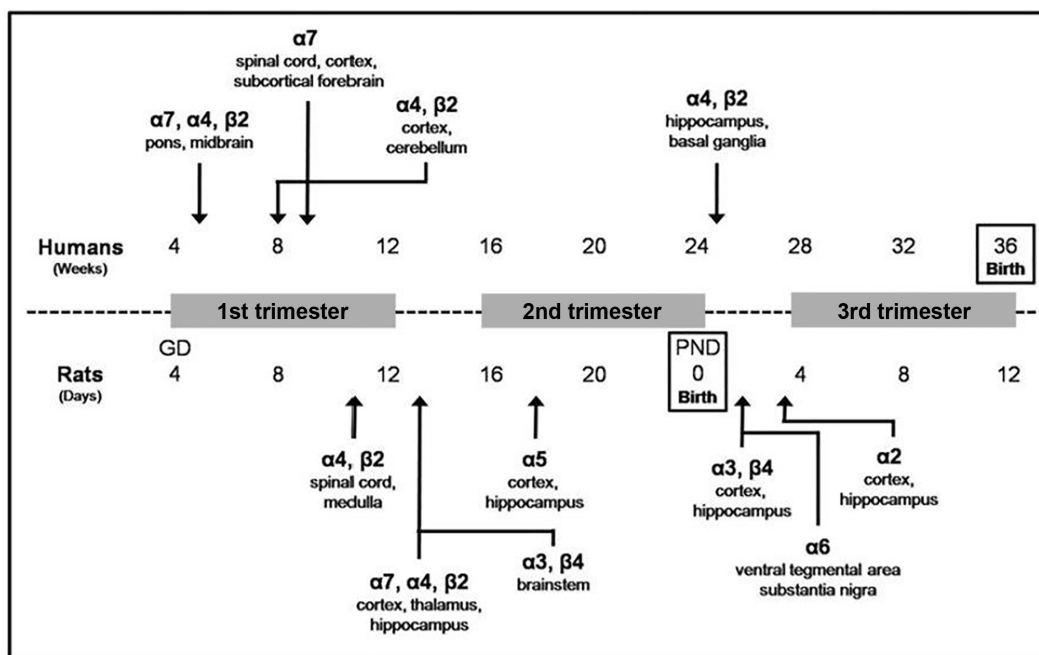 α7
spinal cord, cortex,
subcortical forebrain
α7, α4, β2
pons, midbrain
α4, β2
cortex,
cerebellum
α4, β2
hippocampus,
basal ganglia
Humans 4 8 12 16 20 24 28 32 36
(Weeks) Birth
1st trimester 2nd trimester 3rd trimester
GD PND
Rats 4 8 12 16 20 0 4 8 12
(Days) Birth
α4, β2
spinal cord,
medulla
α5
cortex,
hippocampus
α3, β4
cortex,
hippocampus
α2
cortex,
hippocampus
α7, α4, β2
cortex, thalamus,
hippocampus
α3, β4
brainstem
α6
ventral tegmental area
substantia nigra